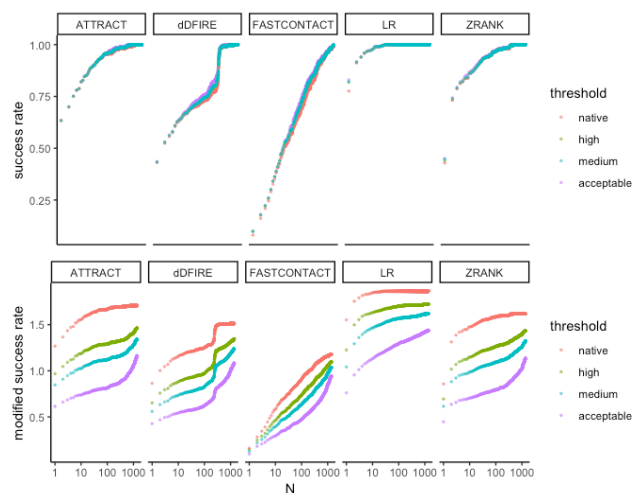 ATTRACT dDFIRE FASTCONTACT LR ZRANK
1.00
0.75
0.50
0.25
success rate
threshold
native
high
medium
acceptable
ATTRACT dDFIRE FASTCONTACT LR ZRANK
1.5
1.0
0.5
modified success rate
threshold
native
high
medium
acceptable
1 10 100 1000 1 10 100 1000 1 10 100 1000 1 10 100 1000 1 10 100 1000
N